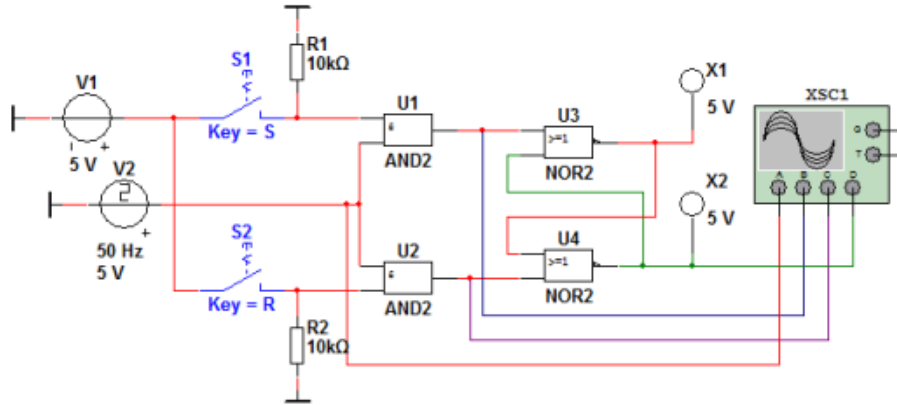 V1
5 V
V2
50 Hz
5 V
S1
Key = S
S2
Key = R
R1
10kΩ
R2
10kΩ
U1
&
AND2
U2
&
AND2
U3
>=1
NOR2
U4
>=1
NOR2
X1
5 V
X2
5 V
XSC1
G
T
A B C D